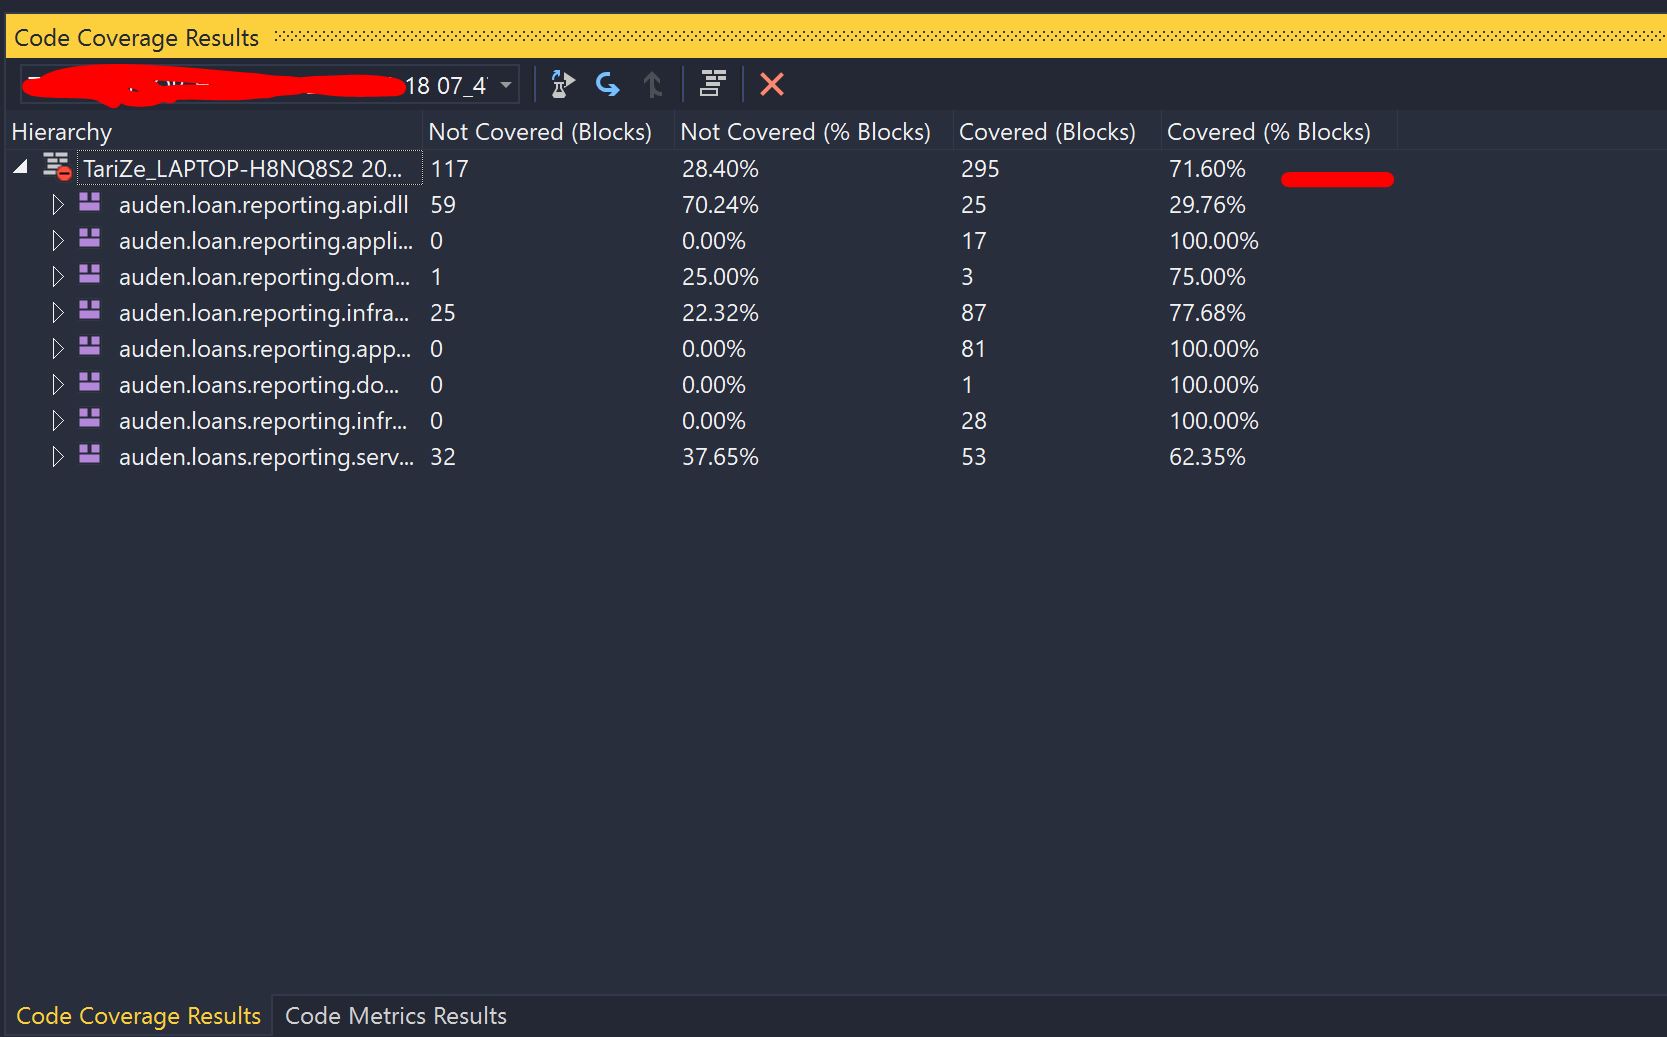 Code Coverage Results
18 07_4
Hierarchy Not Covered (Blocks) Not Covered (% Blocks) Covered (Blocks) Covered (% Blocks)
TariZe_LAPTOP-H8NQ8S2 20... 117 28.40% 295 71.60%
auden.loan.reporting.api.dll 59 70.24% 25 29.76%
auden.loan.reporting.appli... 0 0.00% 17 100.00%
auden.loan.reporting.dom... 1 25.00% 3 75.00%
auden.loan.reporting.infra... 25 22.32% 87 77.68%
auden.loans.reporting.app... 0 0.00% 81 100.00%
auden.loans.reporting.do... 0 0.00% 1 100.00%
auden.loans.reporting.infr... 0 0.00% 28 100.00%
auden.loans.reporting.serv... 32 37.65% 53 62.35%
Code Coverage Results Code Metrics Results